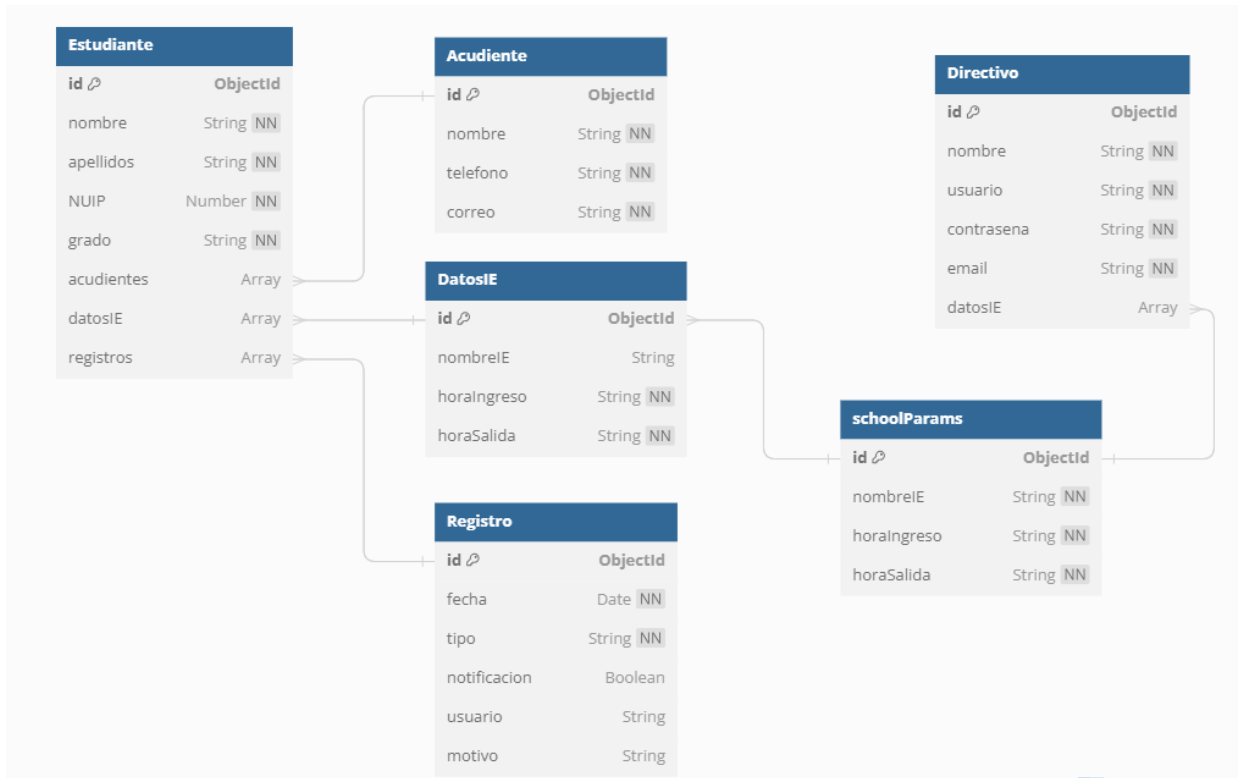 Estudiante
id ObjectId
nombre String NN
apellidos String NN
NUIP Number NN
grado String NN
acudientes Array
datosIE Array
registros Array
Acudiente
id ObjectId
nombre String NN
telefono String NN
correo String NN
DatosIE
id ObjectId
nombreIE String
horaIngreso String NN
horaSalida String NN
Registro
id ObjectId
fecha Date NN
tipo String NN
notificacion Boolean
usuario String
motivo String
Directivo
id ObjectId
nombre String NN
usuario String NN
contrasena String NN
email String NN
datosIE Array
schoolParams
id ObjectId
nombreIE String NN
horaIngreso String NN
horaSalida String NN